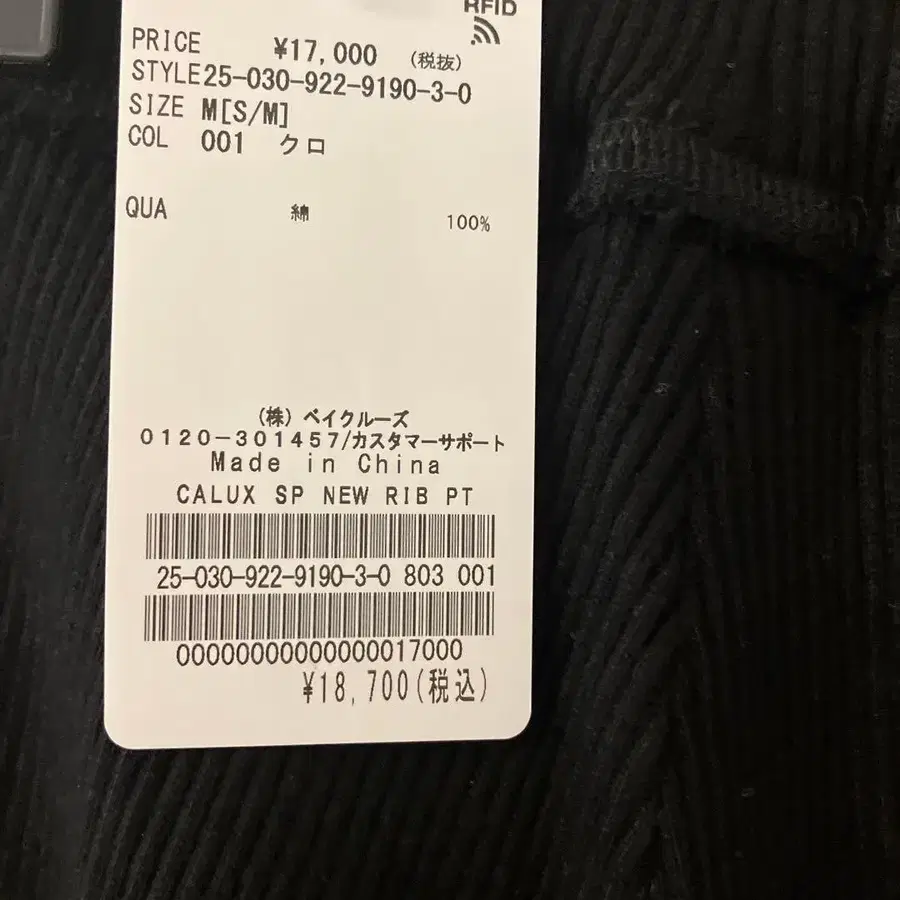 RFID
PRICE ¥17,000 (税抜)
STYLE25-030-922-9190-3-0
SIZE M[S/M]
COL 001 クロ
QUA 綿 100%
(株) ベイクルーズ
0120-301457/カスタマーサポート
Made in China
CALUX SP NEW RIB PT
25-030-922-9190-3-0 803 001
00000000000000017000
¥18,700(税込)